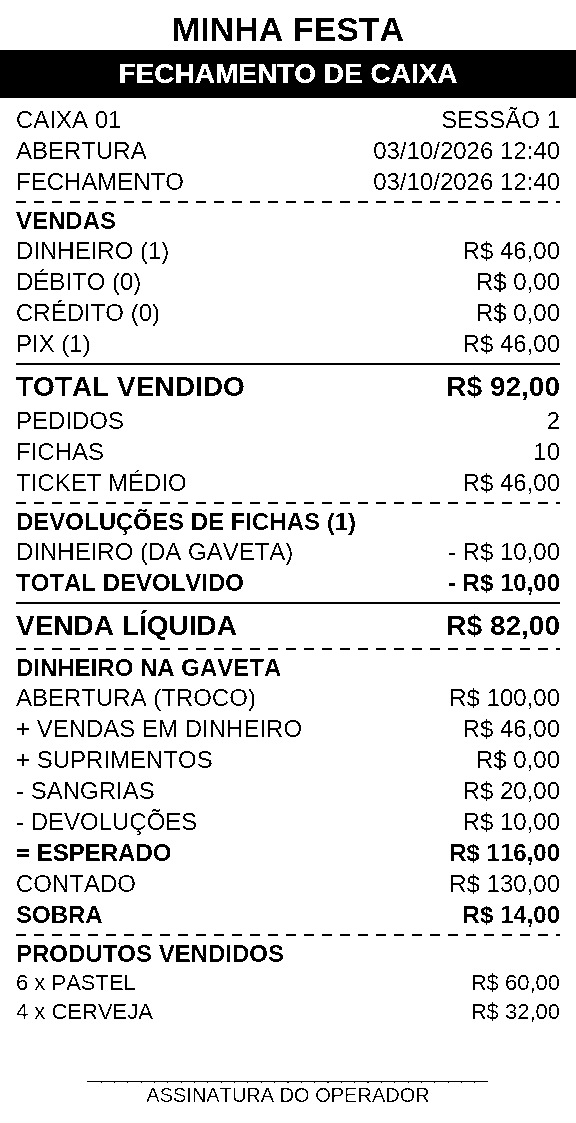 MINHA FESTA
FECHAMENTO DE CAIXA
CAIXA 01 SESSÃO 1
ABERTURA 03/10/2026 12:40
FECHAMENTO 03/10/2026 12:40
VENDAS
DINHEIRO (1) R$ 46,00
DÉBITO (0) R$ 0,00
CRÉDITO (0) R$ 0,00
PIX (1) R$ 46,00
TOTAL VENDIDO R$ 92,00
PEDIDOS 2
FICHAS 10
TICKET MÉDIO R$ 46,00
DEVOLUÇÕES DE FICHAS (1)
DINHEIRO (DA GAVETA) - R$ 10,00
TOTAL DEVOLVIDO - R$ 10,00
VENDA LÍQUIDA R$ 82,00
DINHEIRO NA GAVETA
ABERTURA (TROCO) R$ 100,00
+ VENDAS EM DINHEIRO R$ 46,00
+ SUPRIMENTOS R$ 0,00
- SANGRIAS R$ 20,00
- DEVOLUÇÕES R$ 10,00
= ESPERADO R$ 116,00
CONTADO R$ 130,00
SOBRA R$ 14,00
PRODUTOS VENDIDOS
6 x PASTEL R$ 60,00
4 x CERVEJA R$ 32,00
ASSINATURA DO OPERADOR